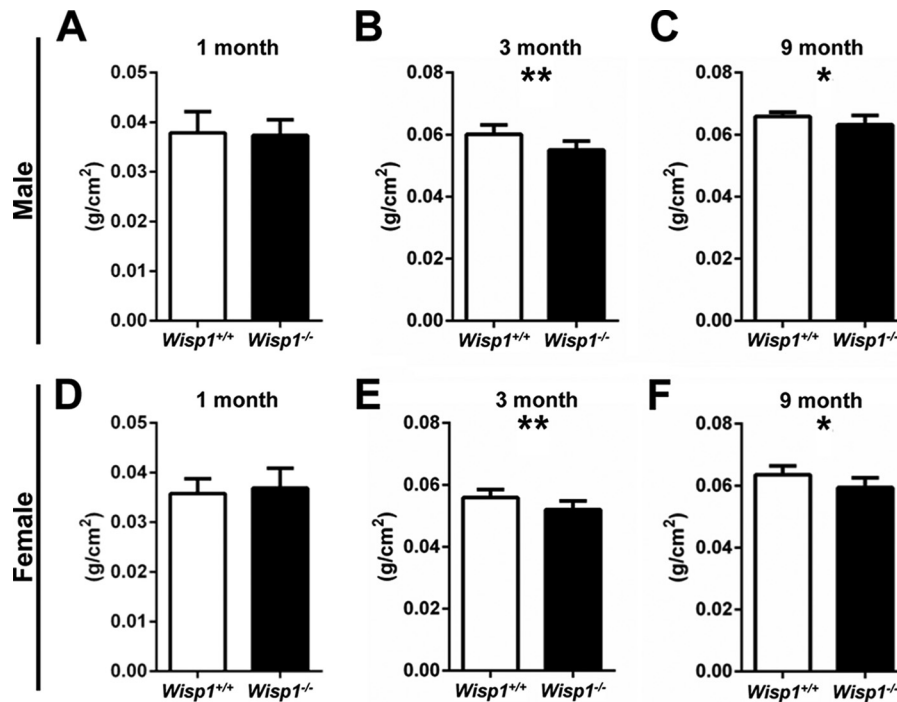 A
1 month
B
3 month
**
C
9 month
*
Male
(g/cm²)
0.05
0.04
0.03
0.02
0.01
0.00
Wisp1+/+ Wisp1-/-
(g/cm²)
0.08
0.06
0.04
0.02
0.00
Wisp1+/+ Wisp1-/-
(g/cm²)
0.08
0.06
0.04
0.02
0.00
Wisp1+/+ Wisp1-/-
D
1 month
E
3 month
**
F
9 month
*
Female
(g/cm²)
0.05
0.04
0.03
0.02
0.01
0.00
Wisp1+/+ Wisp1-/-
(g/cm²)
0.08
0.06
0.04
0.02
0.00
Wisp1+/+ Wisp1-/-
(g/cm²)
0.08
0.06
0.04
0.02
0.00
Wisp1+/+ Wisp1-/-